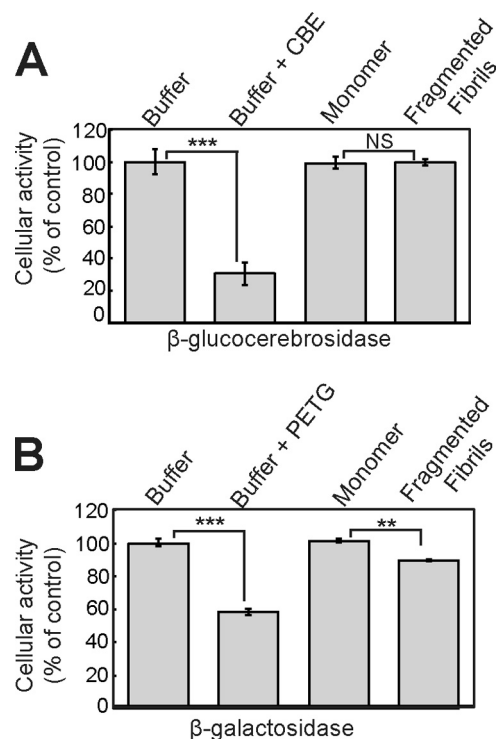 A
Buffer
Buffer + CBE
Monomer
Fragmented
Fibrils
Cellular activity
(% of control)
120
100
80
60
40
20
0
***
NS
β-glucocerebrosidase
B
Buffer
Buffer + PETG
Monomer
Fragmented
Fibrils
Cellular activity
(% of control)
120
100
80
60
40
20
0
***
**
β-galactosidase